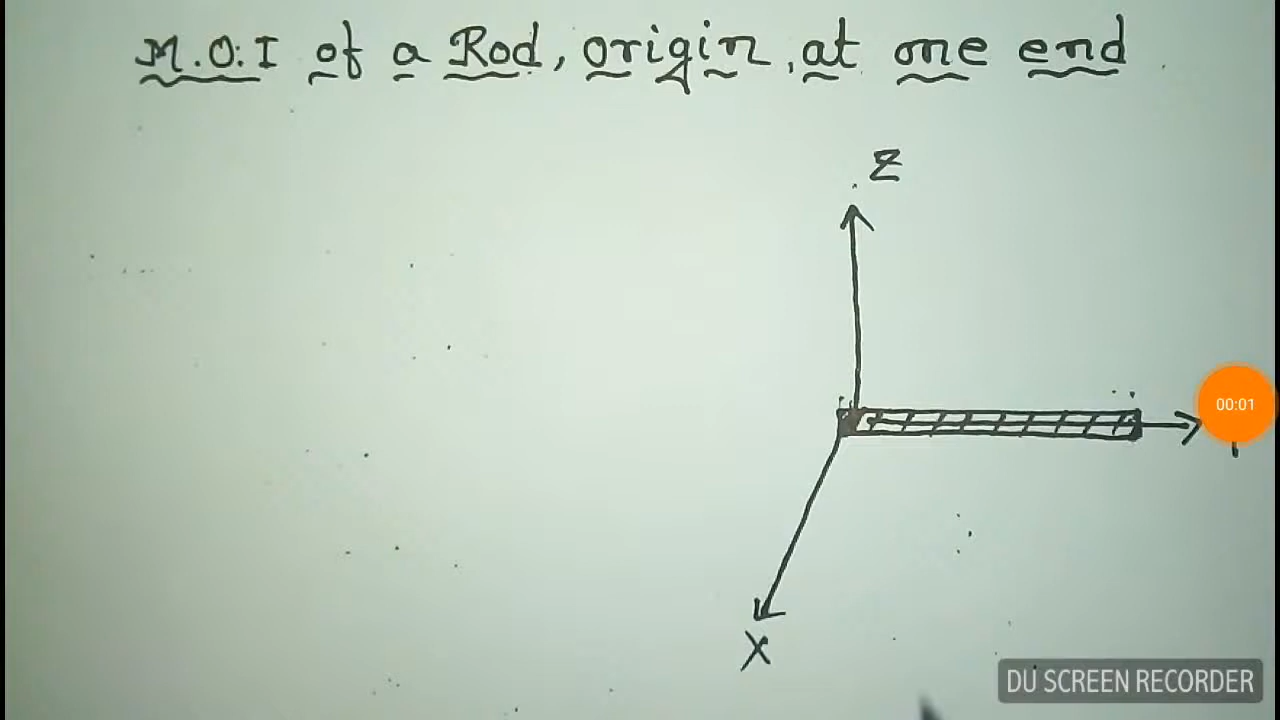 M.O.I of a Rod, origin, at one end
Z
00:01
X
DU SCREEN RECORDER